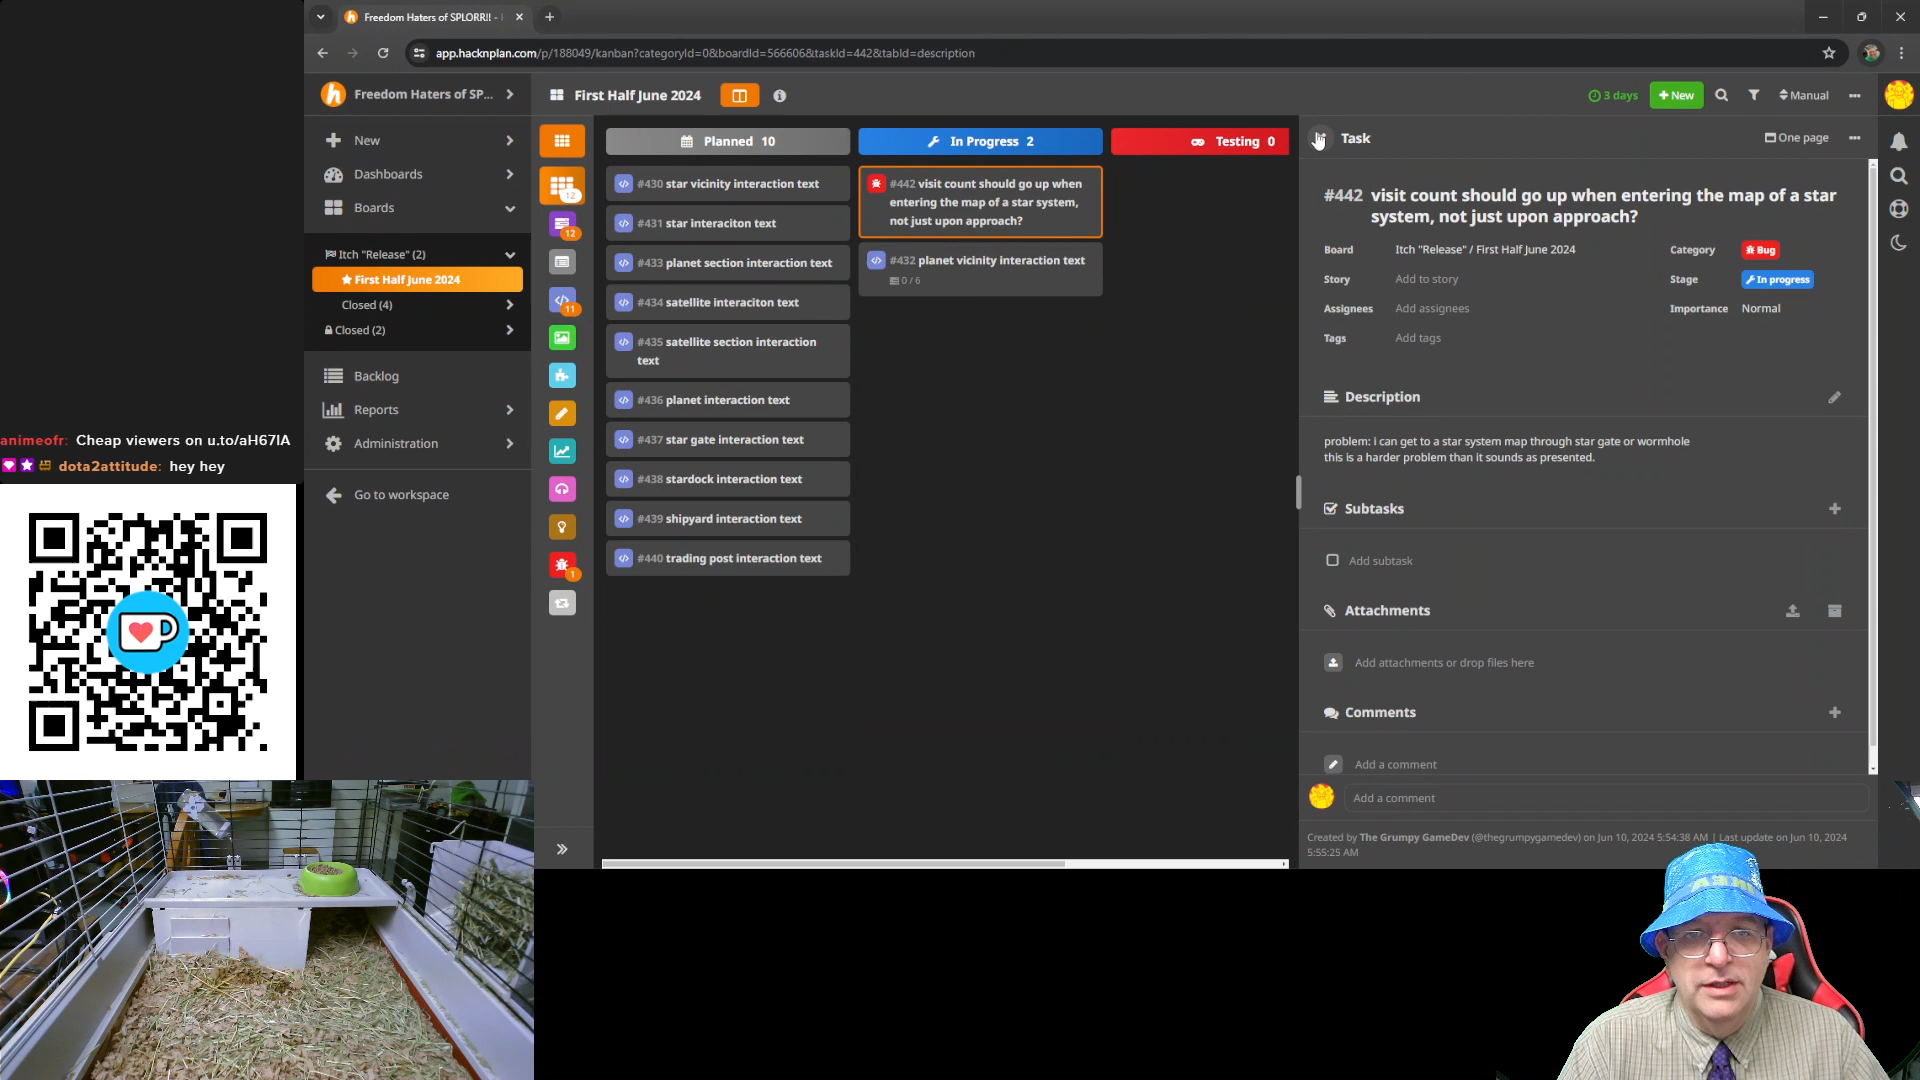 Freedom Haters of SPLORR!! -
app.hacknplan.com/p/188049/kanban?categoryId=0&boardId=566606&taskId=442&tabId=description
Freedom Haters of SP...
First Half June 2024
3 days
New
Manual
New
Dashboards
Boards
Itch "Release" (2)
First Half June 2024
Closed (4)
Closed (2)
Backlog
Reports
Administration
Go to workspace
12
12
11
1
Planned 10
#430 star vicinity interaction text
#431 star interaciton text
#433 planet section interaction text
#434 satellite interaciton text
#435 satellite section interaction
text
#436 planet interaction text
#437 star gate interaction text
#438 stardock interaction text
#439 shipyard interaction text
#440 trading post interaction text
In Progress 2
#442 visit count should go up when
entering the map of a star system,
not just upon approach?
#432 planet vicinity interaction text
0 / 6
Testing 0
Task
One page
#442 visit count should go up when entering the map of a star
system, not just upon approach?
Board Itch "Release" / First Half June 2024 Category Bug
Story Add to story Stage In progress
Assignees Add assignees Importance Normal
Tags Add tags
Description
problem: i can get to a star system map through star gate or wormhole
this is a harder problem than it sounds as presented.
Subtasks
Add subtask
Attachments
Add attachments or drop files here
Comments
Add a comment
Add a comment
Created by The Grumpy GameDev (@thegrumpygamedev) on Jun 10, 2024 5:54:38 AM | Last update on Jun 10, 2024
5:55:25 AM
animeofr: Cheap viewers on u.to/aH67IA
dota2attitude: hey hey